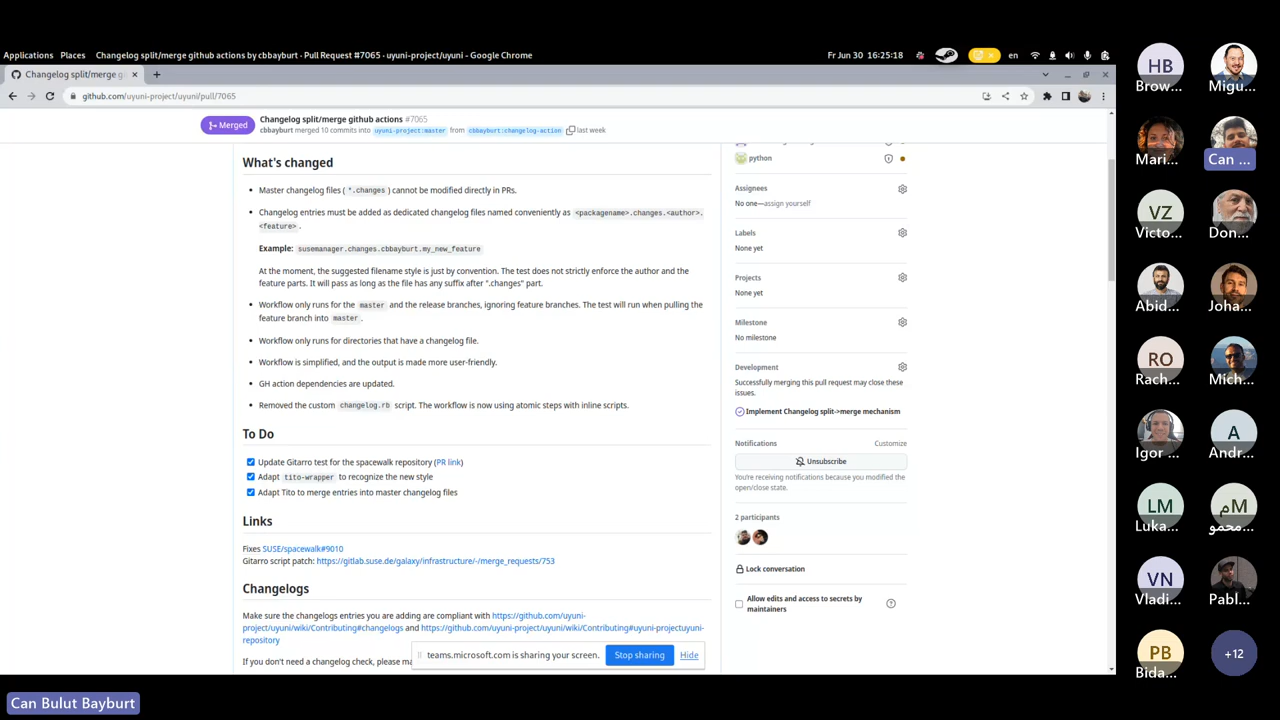 Applications Places Changelog split/merge github actions by cbbayburt - Pull Request #7065 - uyuni-project/uyuni - Google Chrome Fr Jun 30 16:25:18 en
Changelog split/merge g
github.com/uyuni-project/uyuni/pull/7065
Merged
Changelog split/merge github actions #7065
cbbayburt merged 10 commits into uyuni-project:master from cbbayburt:changelog-action last week
What's changed
Master changelog files ( *.changes ) cannot be modified directly in PRs.
Changelog entries must be added as dedicated changelog files named conveniently as <packagename>.changes.<author>.
<feature> .
Example: susemanager.changes.cbbayburt.my_new_feature
At the moment, the suggested filename style is just by convention. The test does not strictly enforce the author and the
feature parts. It will pass as long as the file has any suffix after ".changes" part.
Workflow only runs for the master and the release branches, ignoring feature branches. The test will run when pulling the
feature branch into master .
Workflow only runs for directories that have a changelog file.
Workflow is simplified, and the output is made more user-friendly.
GH action dependencies are updated.
Removed the custom changelog.rb script. The workflow is now using atomic steps with inline scripts.
To Do
Update Gitarro test for the spacewalk repository (PR link)
Adapt tito-wrapper to recognize the new style
Adapt Tito to merge entries into master changelog files
Links
Fixes SUSE/spacewalk#9010
Gitarro script patch: https://gitlab.suse.de/galaxy/infrastructure/-/merge_requests/753
Changelogs
Make sure the changelogs entries you are adding are compliant with https://github.com/uyuni-
project/uyuni/wiki/Contributing#changelogs and https://github.com/uyuni-project/uyuni/wiki/Contributing#uyuni-projectuyuni-
repository
If you don't need a changelog check, please ma
python
Assignees
No one—assign yourself
Labels
None yet
Projects
None yet
Milestone
No milestone
Development
Successfully merging this pull request may close these
issues.
Implement Changelog split->merge mechanism
Notifications Customize
Unsubscribe
You're receiving notifications because you modified the
open/close state.
2 participants
Lock conversation
Allow edits and access to secrets by
maintainers
teams.microsoft.com is sharing your screen. Stop sharing Hide
HB
Brow... Migu...
Mari... Can ...
VZ
Victo... Don...
Abid... Joha...
RO
Rach... Mich...
A
Igor ... Andr...
LM م
Luka... محمو...
VN
Vladi... Pabl...
PB +12
Bida...
Can Bulut Bayburt